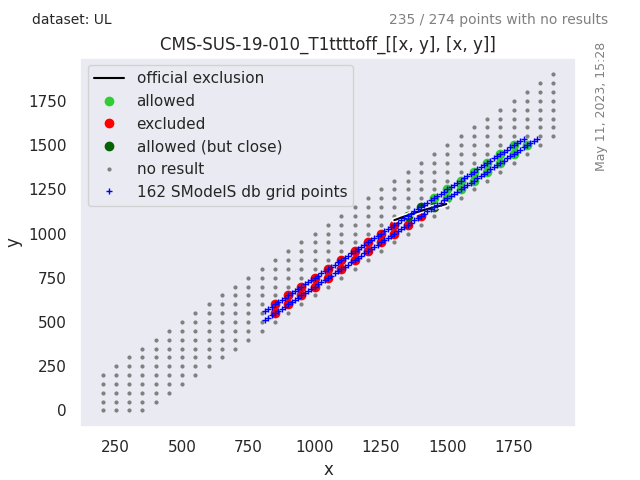 dataset: UL
235 / 274 points with no results
CMS-SUS-19-010_T1ttttoff_[[x, y], [x, y]]
May 11, 2023, 15:28
official exclusion
allowed
excluded
allowed (but close)
no result
162 SModelS db grid points
y
1750
1500
1250
1000
750
500
250
0
250 500 750 1000 1250 1500 1750
x